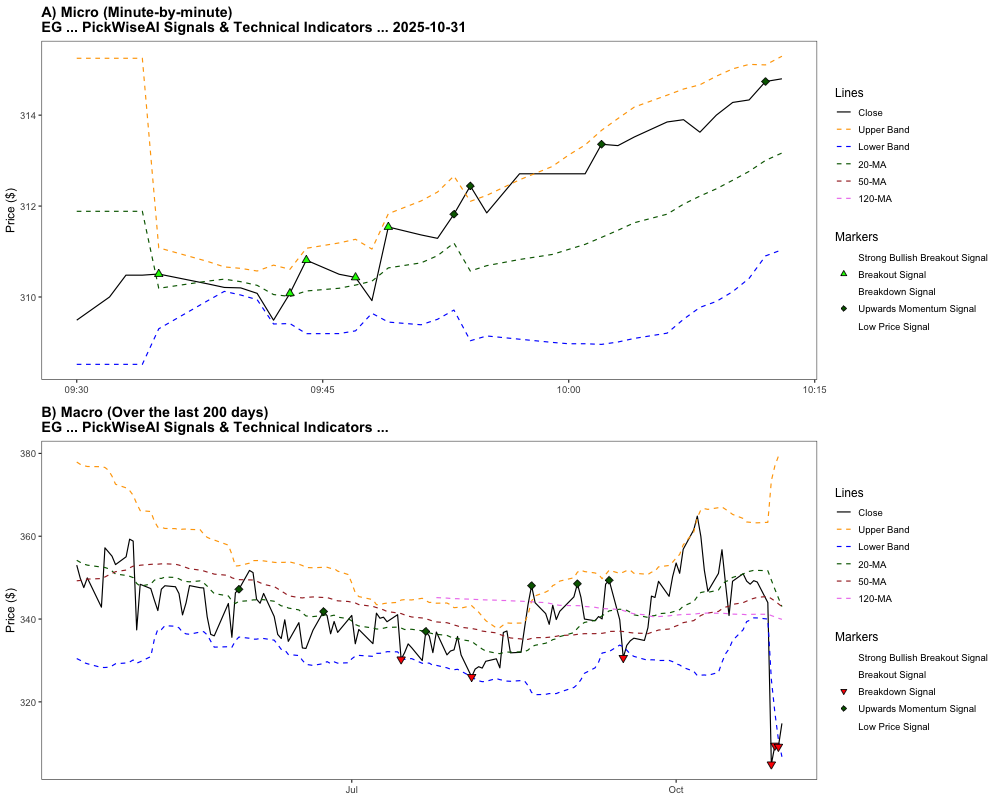 A) Micro (Minute-by-minute)
EG ... PickWiseAI Signals & Technical Indicators ... 2025-10-31
Price ($)
314
312
310
09:30
09:45
10:00
10:15
Lines
Close
Upper Band
Lower Band
20-MA
50-MA
120-MA
Markers
Strong Bullish Breakout Signal
Breakout Signal
Breakdown Signal
Upwards Momentum Signal
Low Price Signal
B) Macro (Over the last 200 days)
EG ... PickWiseAI Signals & Technical Indicators ...
Price ($)
380
360
340
320
Jul
Oct
Lines
Close
Upper Band
Lower Band
20-MA
50-MA
120-MA
Markers
Strong Bullish Breakout Signal
Breakout Signal
Breakdown Signal
Upwards Momentum Signal
Low Price Signal